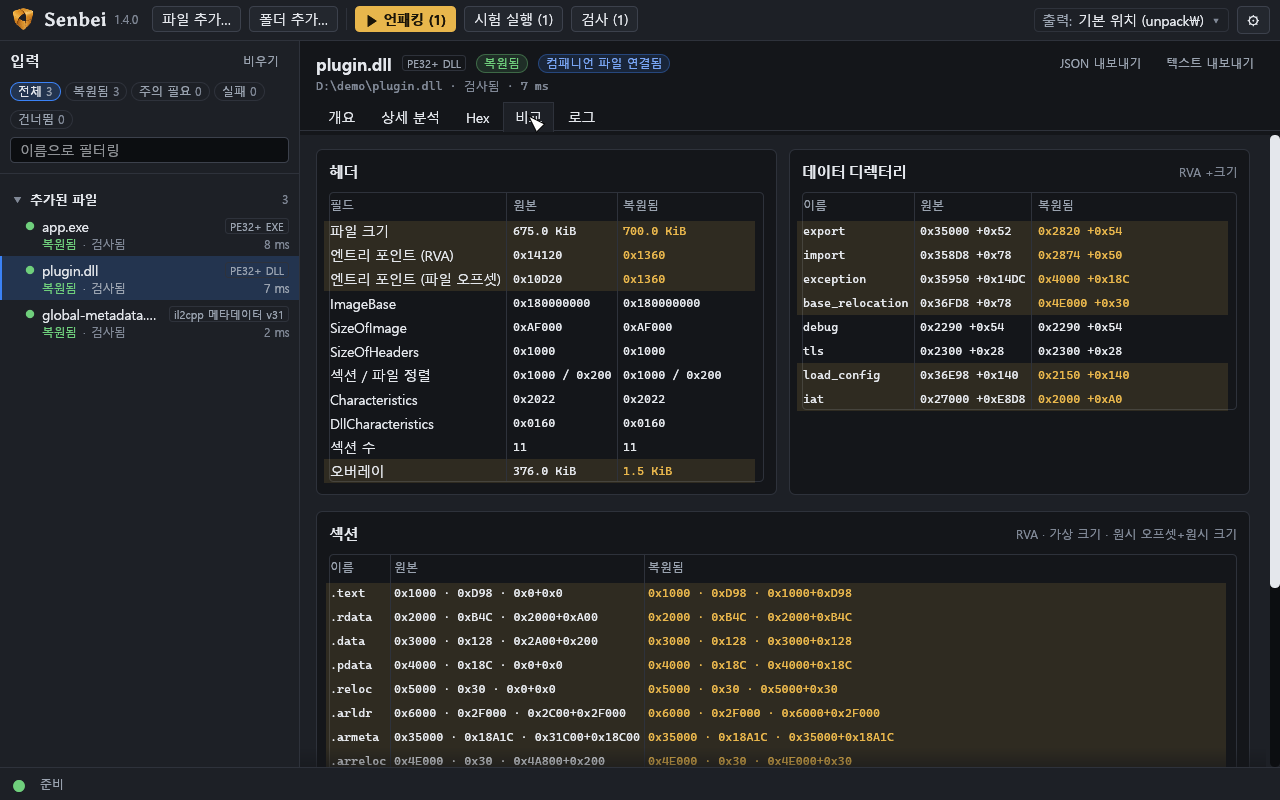 Senbei 1.4.0 파일 추가... 폴더 추가... ▶ 언패킹 (1) 시험 실행 (1) 검사 (1) 출력: 기본 위치 (unpack₩) ▾
입력 비우기
전체 3 복원됨 3 주의 필요 0 실패 0
건너뜀 0
이름으로 필터링
추가된 파일 3
app.exe PE32+ EXE
복원됨 · 검사됨 8 ms
plugin.dll PE32+ DLL
복원됨 · 검사됨 7 ms
global-metadata.... il2cpp 메타데이터 v31
복원됨 · 검사됨 2 ms
plugin.dll PE32+ DLL 복원됨 컴패니언 파일 연결됨 JSON 내보내기 텍스트 내보내기
D:\demo\plugin.dll · 검사됨 · 7 ms
개요 상세 분석 Hex 비교 로그
헤더
필드 원본 복원됨
파일 크기 675.0 KiB 700.0 KiB
엔트리 포인트 (RVA) 0x14120 0x1360
엔트리 포인트 (파일 오프셋) 0x10D20 0x1360
ImageBase 0x180000000 0x180000000
SizeOfImage 0xAF000 0xAF000
SizeOfHeaders 0x1000 0x1000
섹션 / 파일 정렬 0x1000 / 0x200 0x1000 / 0x200
Characteristics 0x2022 0x2022
DllCharacteristics 0x0160 0x0160
섹션 수 11 11
오버레이 376.0 KiB 1.5 KiB
데이터 디렉터리 RVA +크기
이름 원본 복원됨
export 0x35000 +0x52 0x2820 +0x54
import 0x358D8 +0x78 0x2874 +0x50
exception 0x35950 +0x14DC 0x4000 +0x18C
base_relocation 0x36FD8 +0x78 0x4E000 +0x30
debug 0x2290 +0x54 0x2290 +0x54
tls 0x2300 +0x28 0x2300 +0x28
load_config 0x36E98 +0x140 0x2150 +0x140
iat 0x27000 +0xE8D8 0x2000 +0xA0
섹션 RVA · 가상 크기 · 원시 오프셋+원시 크기
이름 원본 복원됨
.text 0x1000 · 0xD98 · 0x0+0x0 0x1000 · 0xD98 · 0x1000+0xD98
.rdata 0x2000 · 0xB4C · 0x2000+0xA00 0x2000 · 0xB4C · 0x2000+0xB4C
.data 0x3000 · 0x128 · 0x2A00+0x200 0x3000 · 0x128 · 0x3000+0x128
.pdata 0x4000 · 0x18C · 0x0+0x0 0x4000 · 0x18C · 0x4000+0x18C
.reloc 0x5000 · 0x30 · 0x0+0x0 0x5000 · 0x30 · 0x5000+0x30
.arldr 0x6000 · 0x2F000 · 0x2C00+0x2F000 0x6000 · 0x2F000 · 0x6000+0x2F000
.armeta 0x35000 · 0x18A1C · 0x31C00+0x18C00 0x35000 · 0x18A1C · 0x35000+0x18A1C
.arreloc 0x4E000 · 0x30 · 0x4A800+0x200 0x4E000 · 0x30 · 0x4E000+0x30
준비